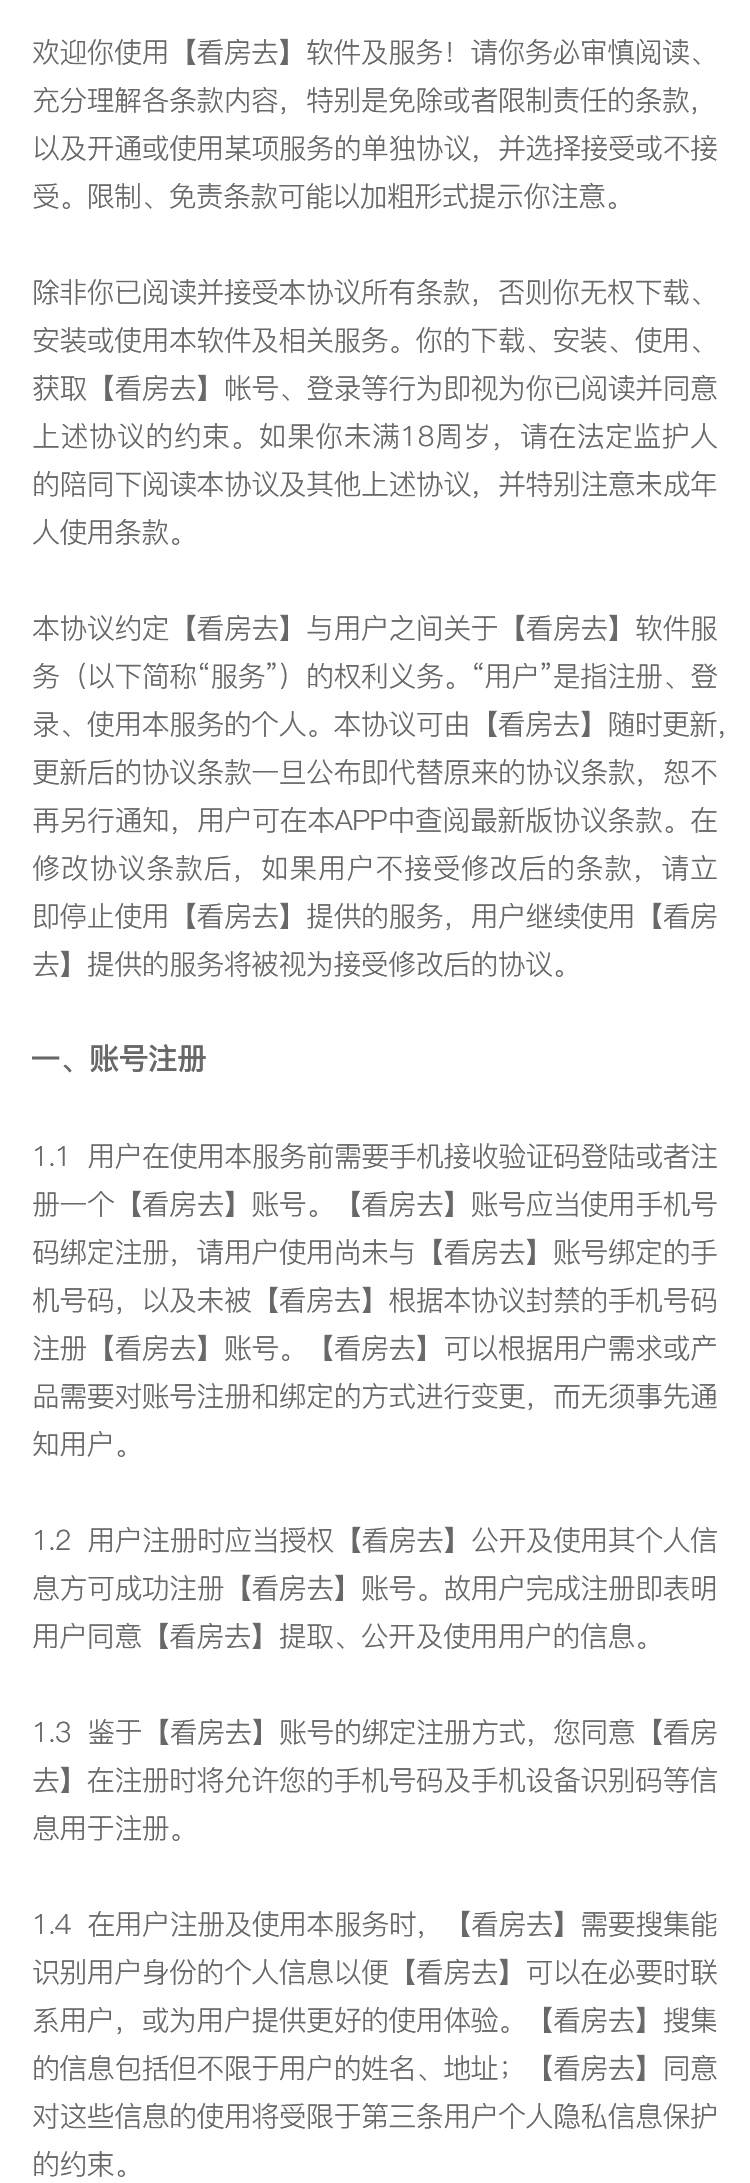 欢迎你使用【看房去】软件及服务！请你务必审慎阅读、
充分理解各条款内容，特别是免除或者限制责任的条款，
以及开通或使用某项服务的单独协议，并选择接受或不接
受。限制、免责条款可能以加粗形式提示你注意。
除非你已阅读并接受本协议所有条款，否则你无权下载、
安装或使用本软件及相关服务。你的下载、安装、使用、
获取【看房去】帐号、登录等行为即视为你已阅读并同意
上述协议的约束。如果你未满18周岁，请在法定监护人
的陪同下阅读本协议及其他上述协议，并特别注意未成年
人使用条款。
本协议约定【看房去】与用户之间关于【看房去】软件服
务（以下简称“服务”）的权利义务。“用户”是指注册、登
录、使用本服务的个人。本协议可由【看房去】随时更新,
更新后的协议条款一旦公布即代替原来的协议条款，恕不
再另行通知，用户可在本APP中查阅最新版协议条款。在
修改协议条款后，如果用户不接受修改后的条款，请立
即停止使用【看房去】提供的服务，用户继续使用【看房
去】提供的服务将被视为接受修改后的协议。
一、账号注册
1.1 用户在使用本服务前需要手机接收验证码登陆或者注
册一个【看房去】账号。【看房去】账号应当使用手机号
码绑定注册，请用户使用尚未与【看房去】账号绑定的手
机号码，以及未被【看房去】根据本协议封禁的手机号码
注册【看房去】账号。【看房去】可以根据用户需求或产
品需要对账号注册和绑定的方式进行变更，而无须事先通
知用户。
1.2 用户注册时应当授权【看房去】公开及使用其个人信
息方可成功注册【看房去】账号。故用户完成注册即表明
用户同意【看房去】提取、公开及使用用户的信息。
1.3 鉴于【看房去】账号的绑定注册方式，您同意【看房
去】在注册时将允许您的手机号码及手机设备识别码等信
息用于注册。
1.4 在用户注册及使用本服务时，【看房去】需要搜集能
识别用户身份的个人信息以便【看房去】可以在必要时联
系用户，或为用户提供更好的使用体验。【看房去】搜集
的信息包括但不限于用户的姓名、地址；【看房去】同意
对这些信息的使用将受限于第三条用户个人隐私信息保护
的约束。